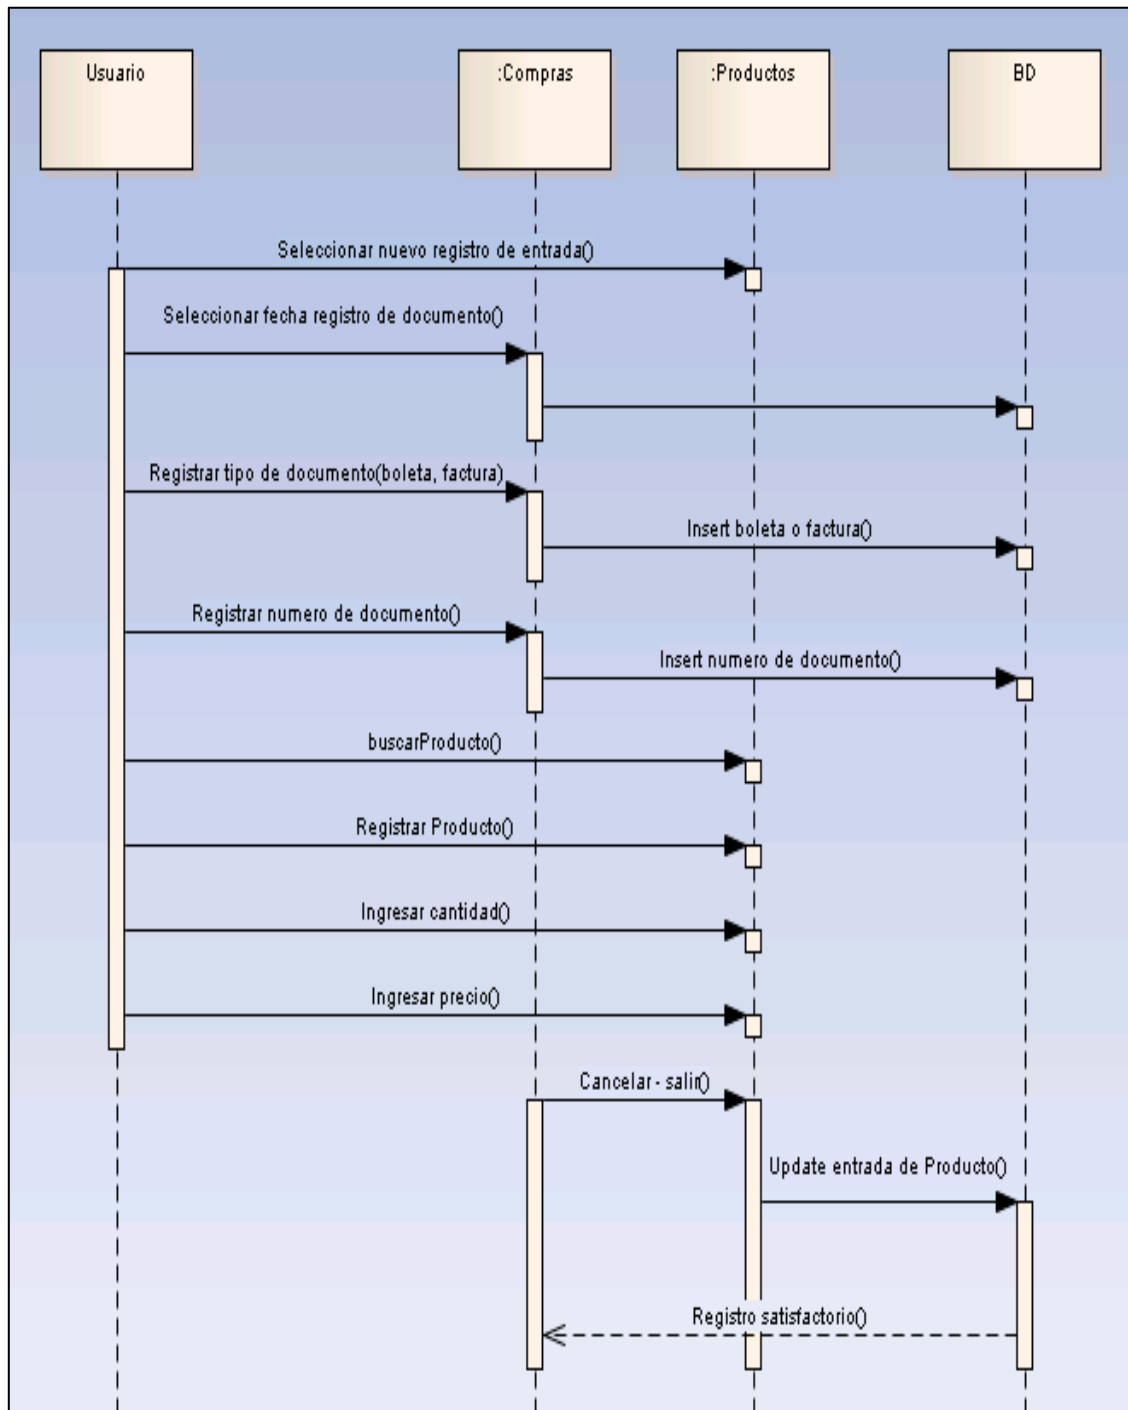 Usuario
:Compras
:Productos
BD
Seleccionar nuevo registro de entrada()
Seleccionar fecha registro de documento()
Registrar tipo de documento(boleta, factura)
Insert boleta o factura()
Registrar numero de documento()
Insert numero de documento()
buscarProducto()
Registrar Producto()
Ingresar cantidad()
Ingresar precio()
Cancelar - salir()
Update entrada de Producto()
Registro satisfactorio()